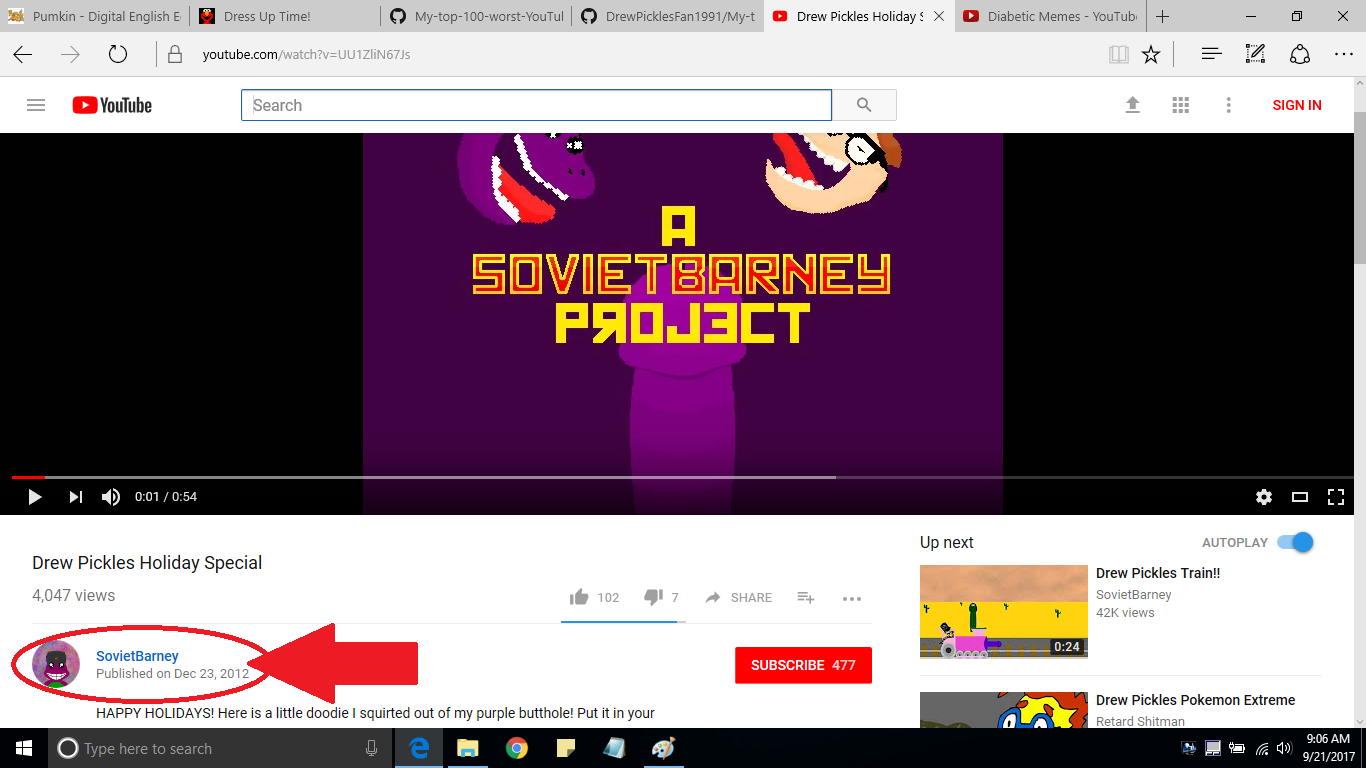 Pumkin - Digital English E
Dress Up Time!
My-top-100-worst-YouTul
DrewPicklesFan1991/My-t
Drew Pickles Holiday S
Diabetic Memes - YouTube
youtube.com/watch?v=UU1ZliN67Js
YouTube
Search
SIGN IN
A
SOVIETBARNEY
PROJECT
0:01 / 0:54
Drew Pickles Holiday Special
4,047 views
102
7
SHARE
SovietBarney
Published on Dec 23, 2012
SUBSCRIBE 477
HAPPY HOLIDAYS! Here is a little doodie I squirted out of my purple butthole! Put it in your
Up next
AUTOPLAY
0:24
Drew Pickles Train!!
SovietBarney
42K views
Drew Pickles Pokemon Extreme
Retard Shitman
Type here to search
9:06 AM
9/21/2017